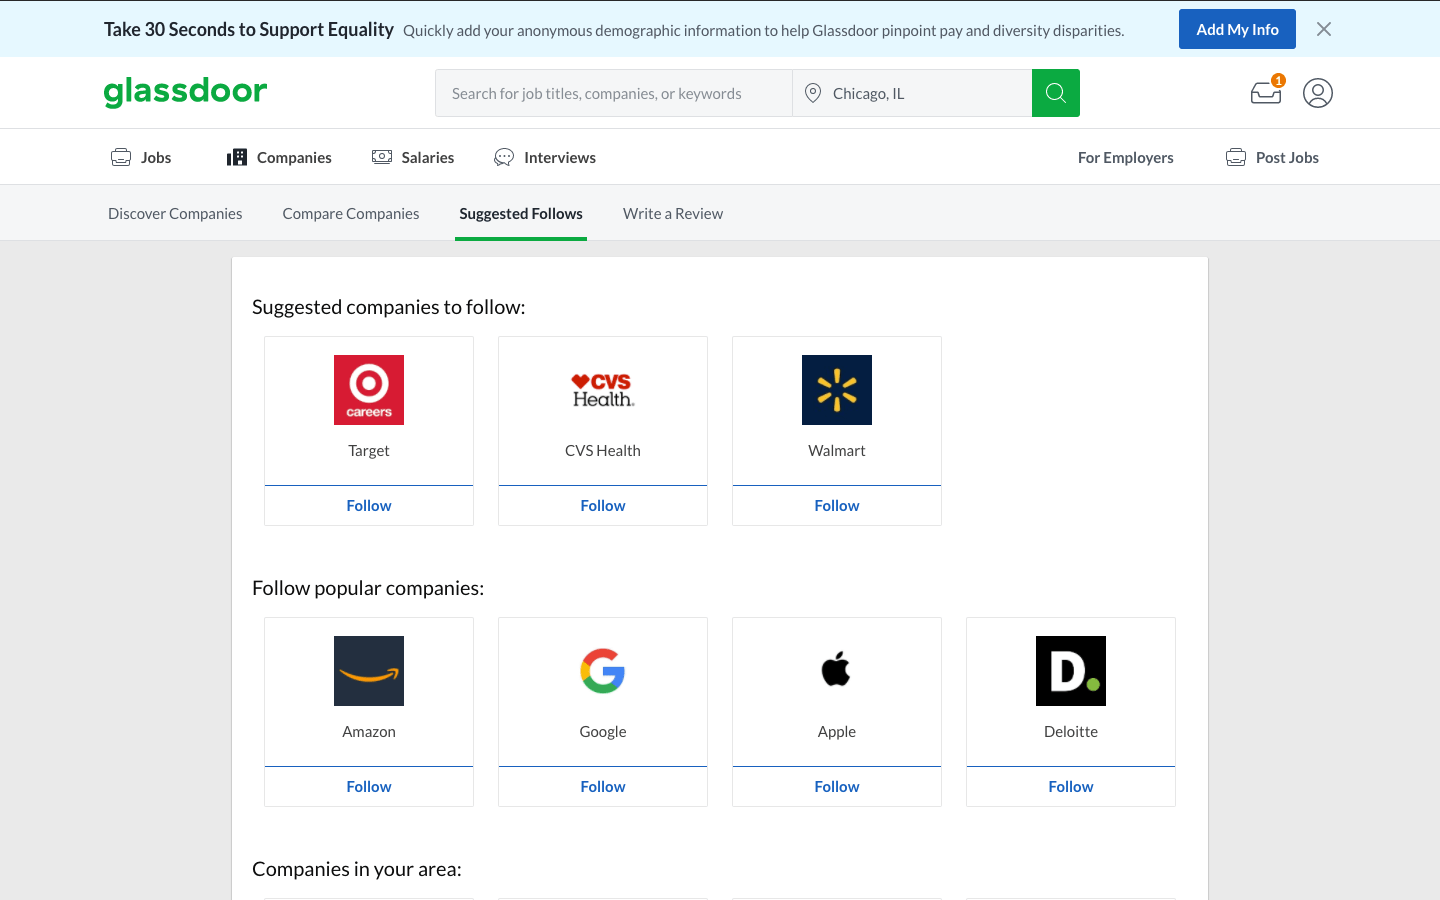 Take 30 Seconds to Support Equality Quickly add your anonymous demographic information to help Glassdoor pinpoint pay and diversity disparities. Add My Info
glassdoor Search for job titles, companies, or keywords Chicago, IL 1
Jobs Companies Salaries Interviews For Employers Post Jobs
Discover Companies Compare Companies Suggested Follows Write a Review
Suggested companies to follow:
careers
CVS
Health.
Target CVS Health Walmart
Follow Follow Follow
Follow popular companies:
D.
Amazon Google Apple Deloitte
Follow Follow Follow Follow
Companies in your area: